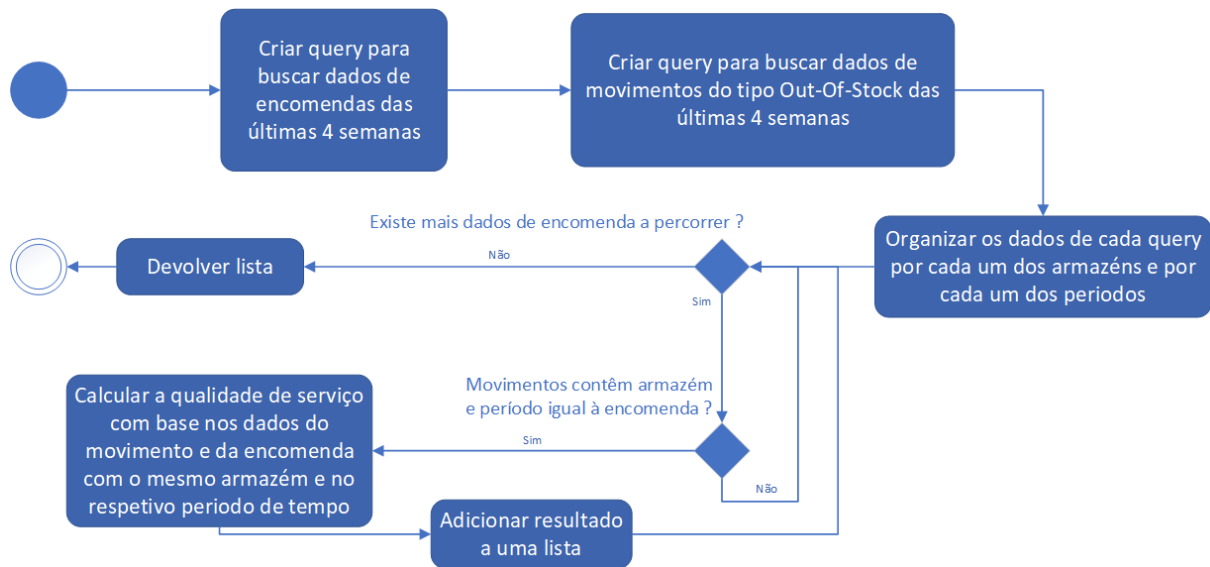 Criar query para
buscar dados de
encomendas das
últimas 4 semanas
Criar query para buscar dados de
movimentos do tipo Out-Of-Stock das
últimas 4 semanas
Organizar os dados de cada query
por cada um dos armazéns e por
cada um dos periodos
Existe mais dados de encomenda a percorrer ?
Não
Devolver lista
Sim
Movimentos contêm armazém
e período igual à encomenda ?
Sim
Não
Calcular a qualidade de serviço
com base nos dados do
movimento e da encomenda
com o mesmo armazém e no
respetivo periodo de tempo
Adicionar resultado
a uma lista